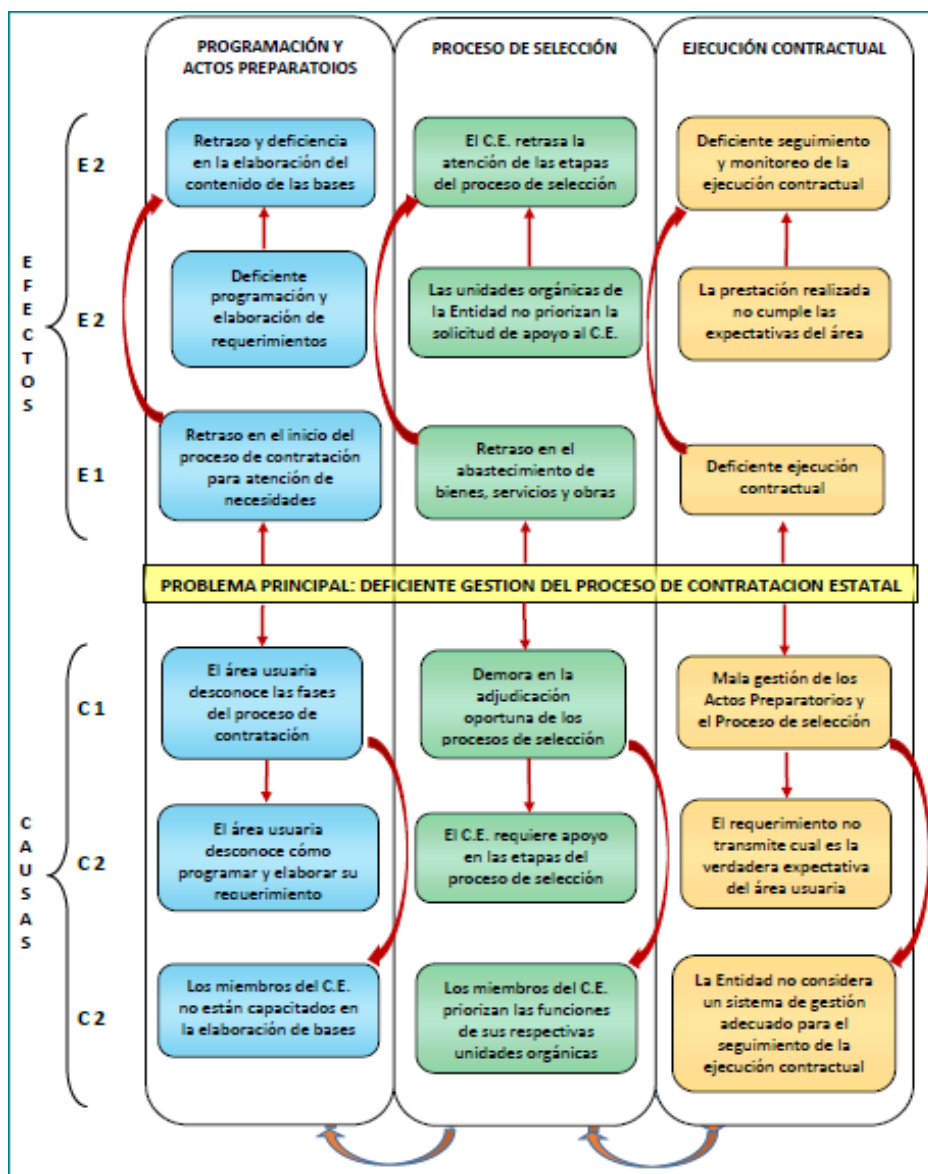 PROGRAMACIÓN Y
ACTOS PREPARATOIOS
PROCESO DE SELECCIÓN
EJECUCIÓN CONTRACTUAL
EFECTOS
E 2
Retraso y deficiencia
en la elaboración del
contenido de las bases
El C.E. retrasa la
atención de las etapas
del proceso de selección
Deficiente seguimiento
y monitoreo de la
ejecución contractual
E 2
Deficiente
programación y
elaboración de
requerimientos
Las unidades orgánicas de
la Entidad no priorizan la
solicitud de apoyo al C.E.
La prestación realizada
no cumple las
expectativas del área
E 1
Retraso en el inicio del
proceso de contratación
para atención de
necesidades
Retraso en el
abastecimiento de
bienes, servicios y obras
Deficiente ejecución
contractual
PROBLEMA PRINCIPAL: DEFICIENTE GESTION DEL PROCESO DE CONTRATACION ESTATAL
CAUSAS
C 1
El área usuaria
desconoce las fases
del proceso de
contratación
Demora en la
adjudicación
oportuna de los
procesos de selección
Mala gestión de los
Actos Preparatorios y
el Proceso de selección
C 2
El área usuaria
desconoce cómo
programar y elaborar su
requerimiento
El C.E. requiere apoyo
en las etapas del
proceso de selección
El requerimiento no
transmite cual es la
verdadera expectativa
del área usuaria
C 2
Los miembros del C.E.
no están capacitados en
la elaboración de bases
Los miembros del C.E.
priorizan las funciones
de sus respectivas
unidades orgánicas
La Entidad no considera
un sistema de gestión
adecuado para el
seguimiento de la
ejecución contractual